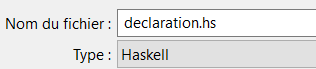 Nom du fichier : declaration.hs
Type : Haskell